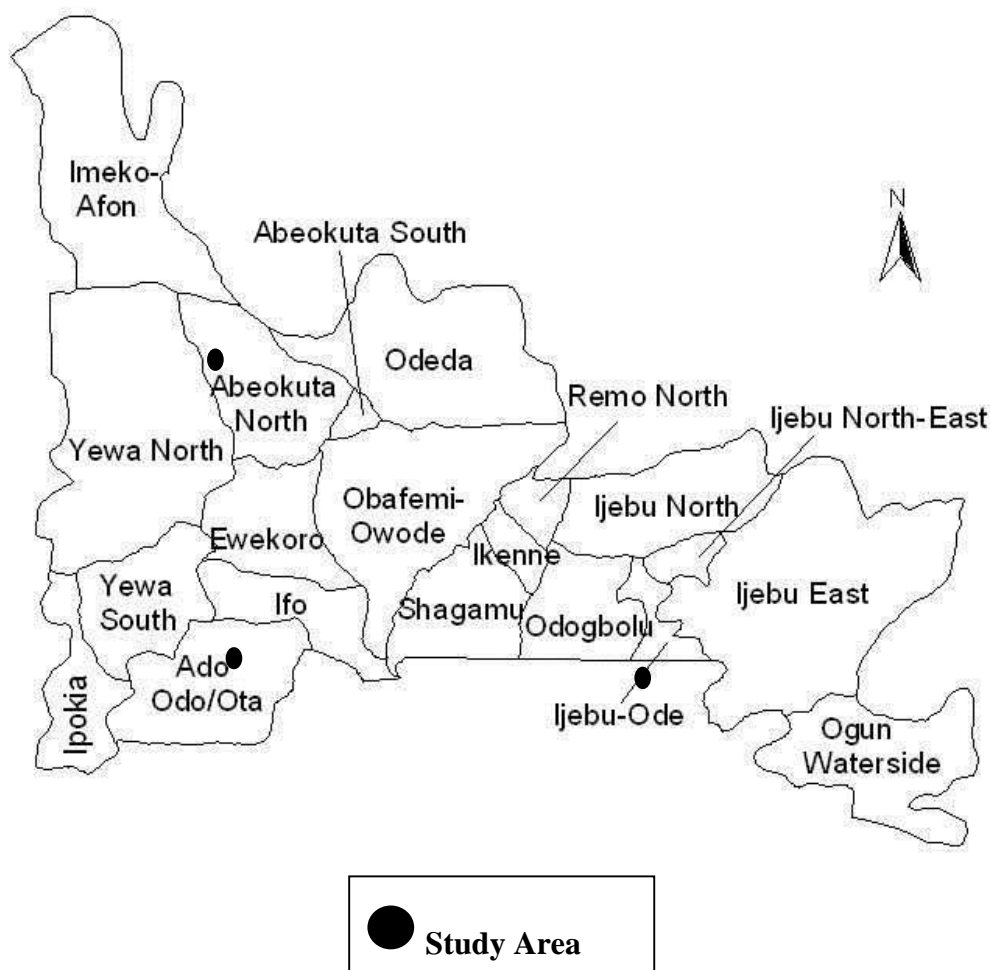 Imeko-
Afon
N
Abeokuta South
Odeda
Abeokuta
North
Remo North
Ijebu North-East
Yewa North
Obafemi-
Owode
Ijebu North
Ewekoro
Ikenne
Yewa
South
Ifo
Shagamu
Odogbolu
Ijebu East
Ado
Odo/Ota
Ipokia
Ijebu-Ode
Ogun
Waterside
Study Area